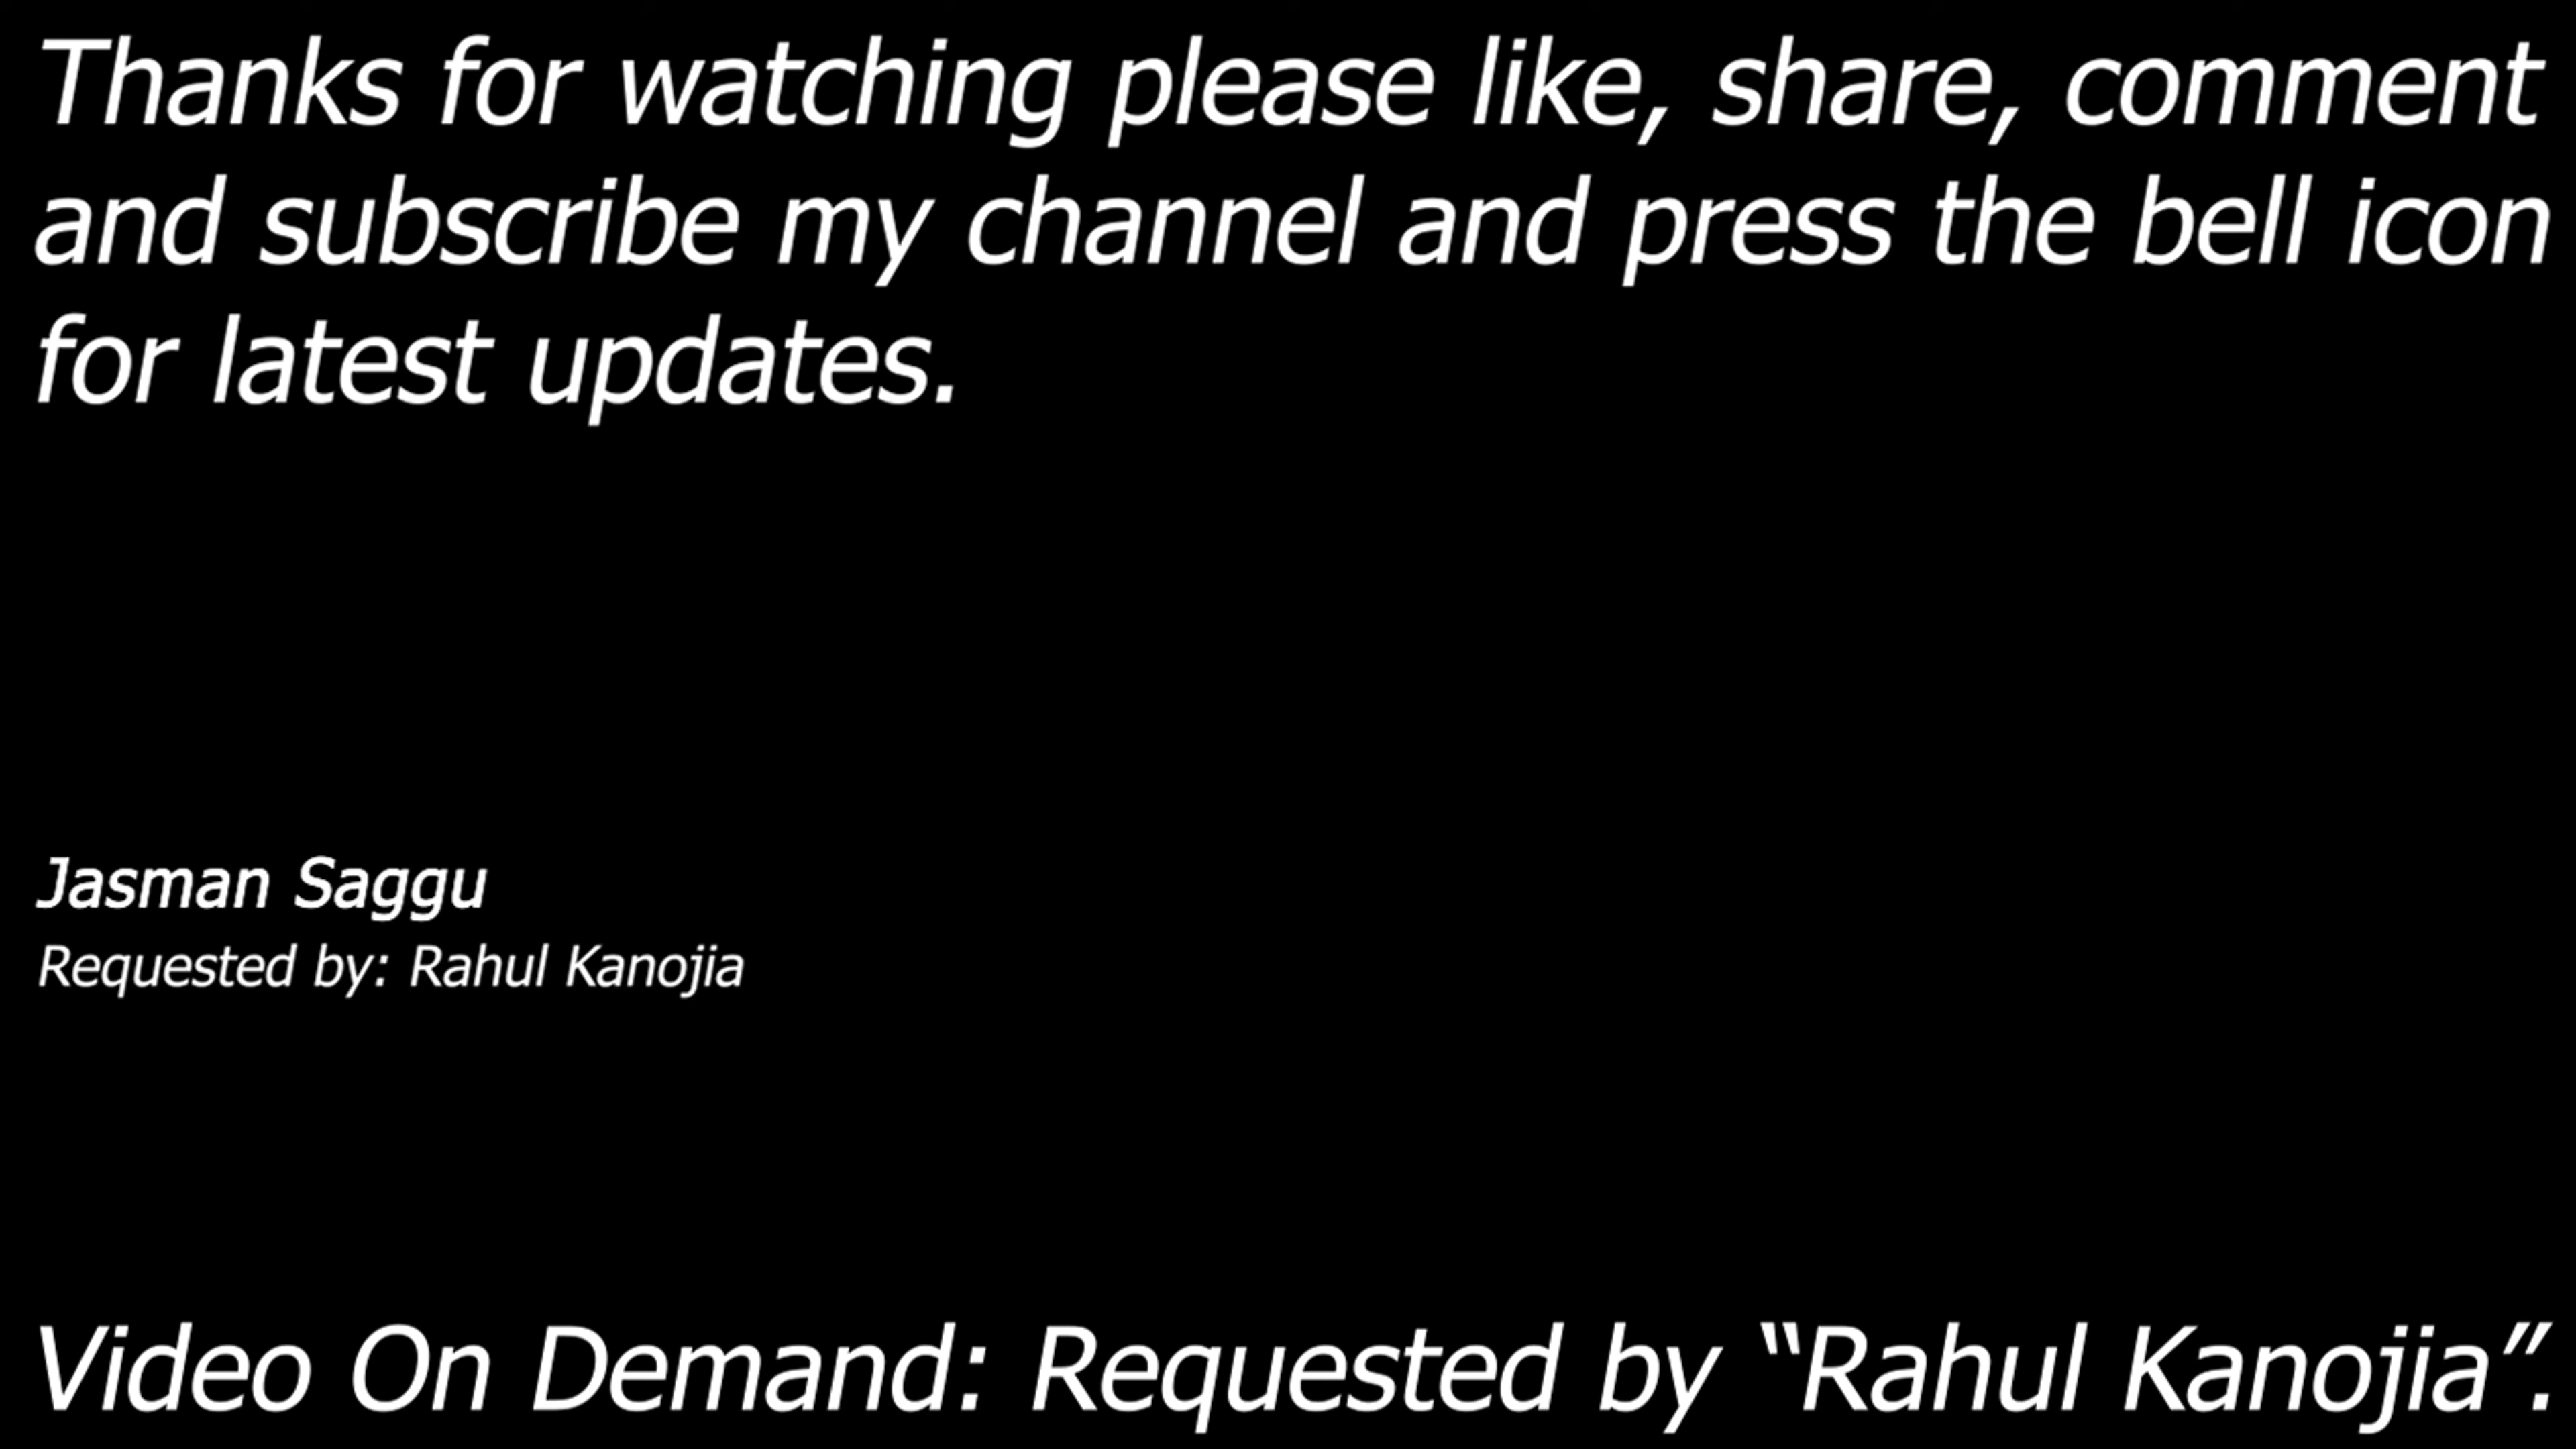 Thanks for watching please like, share, comment
and subscribe my channel and press the bell icon
for latest updates.
Jasman Saggu
Requested by: Rahul Kanojia
Video On Demand: Requested by “Rahul Kanojia”.